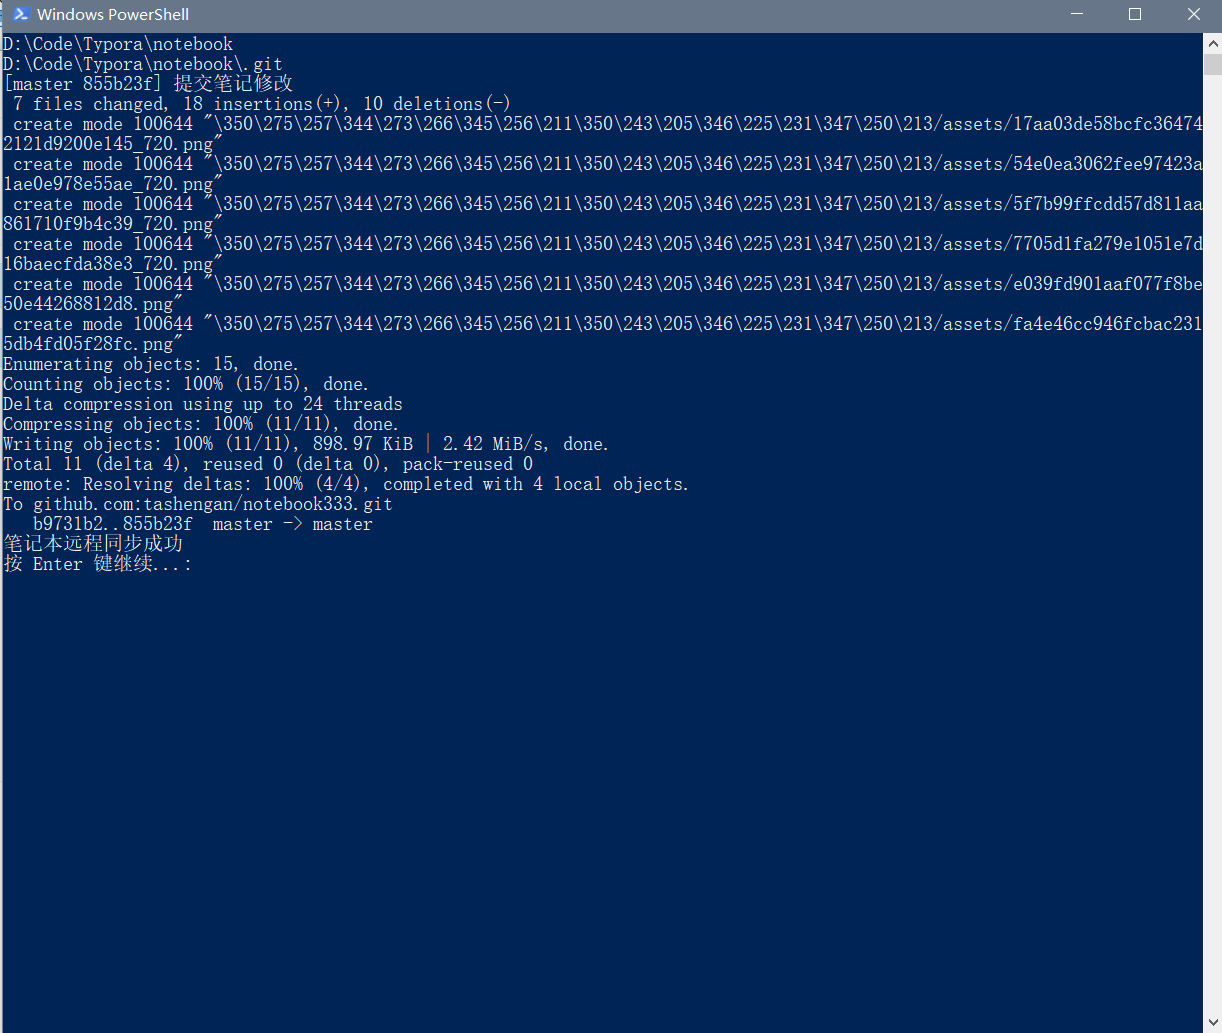 Windows PowerShell
D:\Code\Typora\notebook
D:\Code\Typora\notebook\.git
[master 855b23f] 提交笔记修改
 7 files changed, 18 insertions(+), 10 deletions(-)
 create mode 100644 "\350\275\257\344\273\266\345\256\211\350\243\205\346\225\231\347\250\213/assets/17aa03de58bcfc36474
2121d9200e145_720.png"
 create mode 100644 "\350\275\257\344\273\266\345\256\211\350\243\205\346\225\231\347\250\213/assets/54e0ea3062fee97423a
1ae0e978e55ae_720.png"
 create mode 100644 "\350\275\257\344\273\266\345\256\211\350\243\205\346\225\231\347\250\213/assets/5f7b99ffcdd57d811aa
861710f9b4c39_720.png"
 create mode 100644 "\350\275\257\344\273\266\345\256\211\350\243\205\346\225\231\347\250\213/assets/7705d1fa279e1051e7d
16baecfda38e3_720.png"
 create mode 100644 "\350\275\257\344\273\266\345\256\211\350\243\205\346\225\231\347\250\213/assets/e039fd901aaf077f8be
50e44268812d8.png"
 create mode 100644 "\350\275\257\344\273\266\345\256\211\350\243\205\346\225\231\347\250\213/assets/fa4e46cc946fcbac231
5db4fd05f28fc.png"
Enumerating objects: 15, done.
Counting objects: 100% (15/15), done.
Delta compression using up to 24 threads
Compressing objects: 100% (11/11), done.
Writing objects: 100% (11/11), 898.97 KiB | 2.42 MiB/s, done.
Total 11 (delta 4), reused 0 (delta 0), pack-reused 0
remote: Resolving deltas: 100% (4/4), completed with 4 local objects.
To github.com:tashengan/notebook333.git
   b9731b2..855b23f  master -> master
笔记本远程同步成功
按 Enter 键继续...: